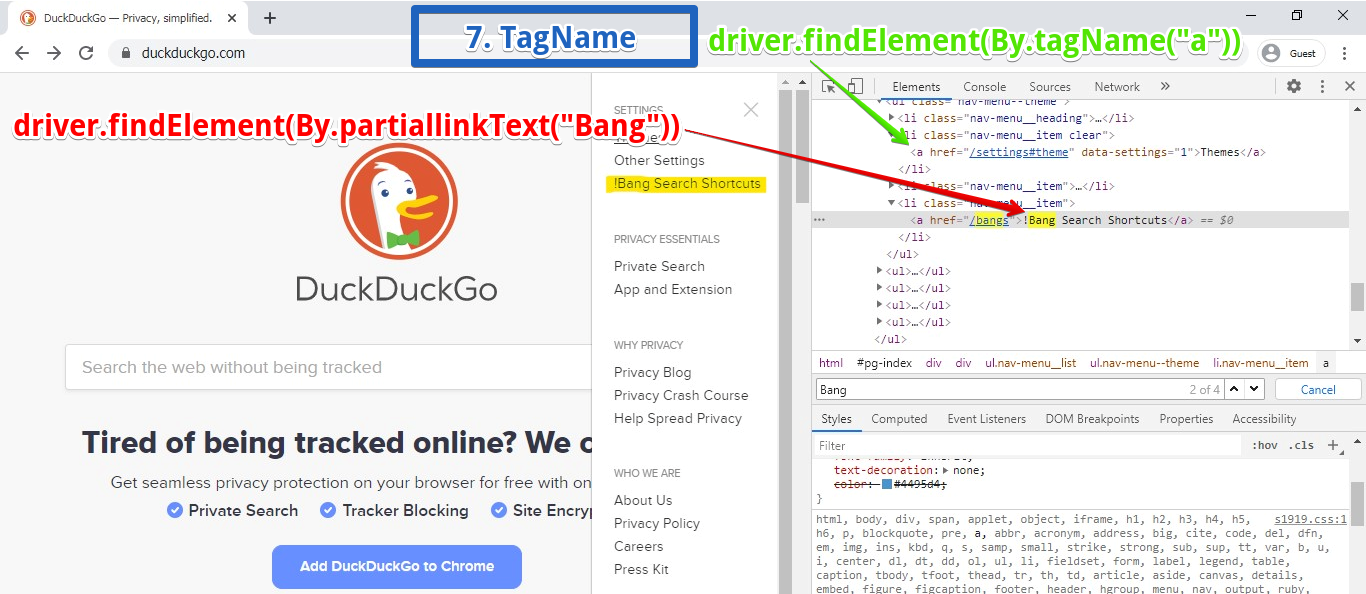 DuckDuckGo — Privacy, simplified.
7. TagName
driver.findElement(By.tagName("a"))
duckduckgo.com
Guest
driver.findElement(By.partiallinkText("Bang"))
DuckDuckGo
Search the web without being tracked
Tired of being tracked online? We c
Get seamless privacy protection on your browser for free with on
Private Search
Tracker Blocking
Site Encryp
Add DuckDuckGo to Chrome
SETTINGS
Other Settings
!Bang Search Shortcuts
PRIVACY ESSENTIALS
Private Search
App and Extension
WHY PRIVACY
Privacy Blog
Privacy Crash Course
Help Spread Privacy
WHO WE ARE
About Us
Privacy Policy
Careers
Press Kit
Elements Console Sources Network »
<ul class="nav-menu--theme">
<li class="nav-menu__heading">…</li>
<li class="nav-menu__item clear">
<a href="/settings#theme" data-settings="1">Themes</a>
</li>
<li class="nav-menu__item">…</li>
<li class="nav-menu__item">
<a href="/bangs">!Bang Search Shortcuts</a> == $0
</li>
</ul>
<ul>…</ul>
<ul>…</ul>
<ul>…</ul>
<ul>…</ul>
</ul>
html #pg-index div div ul.nav-menu__list ul.nav-menu--theme li.nav-menu__item a
Bang 2 of 4 Cancel
Styles Computed Event Listeners DOM Breakpoints Properties Accessibility
Filter :hov .cls +
text-decoration: none;
color: #4495d4;
}
html, body, div, span, applet, object, iframe, h1, h2, h3, h4, h5, s1919.css:1
h6, p, blockquote, pre, a, abbr, acronym, address, big, cite, code, del, dfn,
em, img, ins, kbd, q, s, samp, small, strike, strong, sub, sup, tt, var, b, u,
i, center, dl, dt, dd, ol, ul, li, fieldset, form, label, legend, table,
caption, tbody, tfoot, thead, tr, th, td, article, aside, canvas, details,
embed, figure, figcaption, footer, header, hgroup, menu, nav, output, ruby,